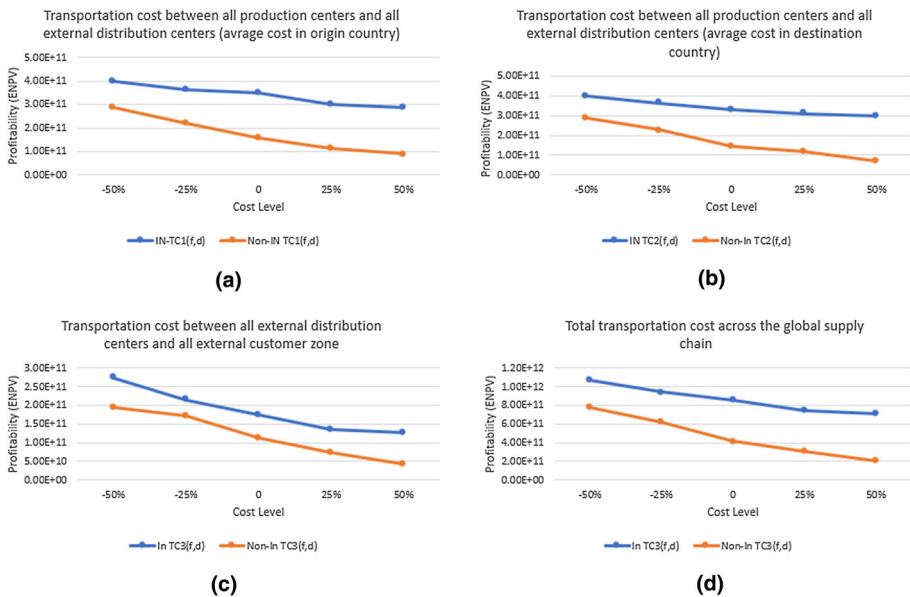 Transportation cost between all production centers and all
external distribution centers (avrage cost in origin country)
Profitability (ENPV)
5.00E+11
4.00E+11
3.00E+11
2.00E+11
1.00E+11
0.00E+00
-50%
-25%
0
25%
50%
Cost Level
IN-TC1(f,d)
Non-IN TC1(f,d)
(a)
Transportation cost between all production centers and all
external distribution centers (avrage cost in destination
country)
Profitability (ENPV)
5.00E+11
4.00E+11
3.00E+11
2.00E+11
1.00E+11
0.00E+00
-50%
-25%
0
25%
50%
Cost Level
IN TC2(f,d)
Non-In TC2(f,d)
(b)
Transportation cost between all external distribution
centers and all external customer zone
Profitability (ENPV)
3.00E+11
2.50E+11
2.00E+11
1.50E+11
1.00E+11
5.00E+10
0.00E+00
-50%
-25%
0
25%
50%
Cost Level
In TC3(f,d)
Non-In TC3(f,d)
(c)
Total transportation cost across the global supply
chain
Profitability (ENPV)
1.20E+12
1.00E+12
8.00E+11
6.00E+11
4.00E+11
2.00E+11
0.00E+00
-50%
-25%
0
25%
50%
Cost Level
In TC3(f,d)
Non-In TC3(f,d)
(d)